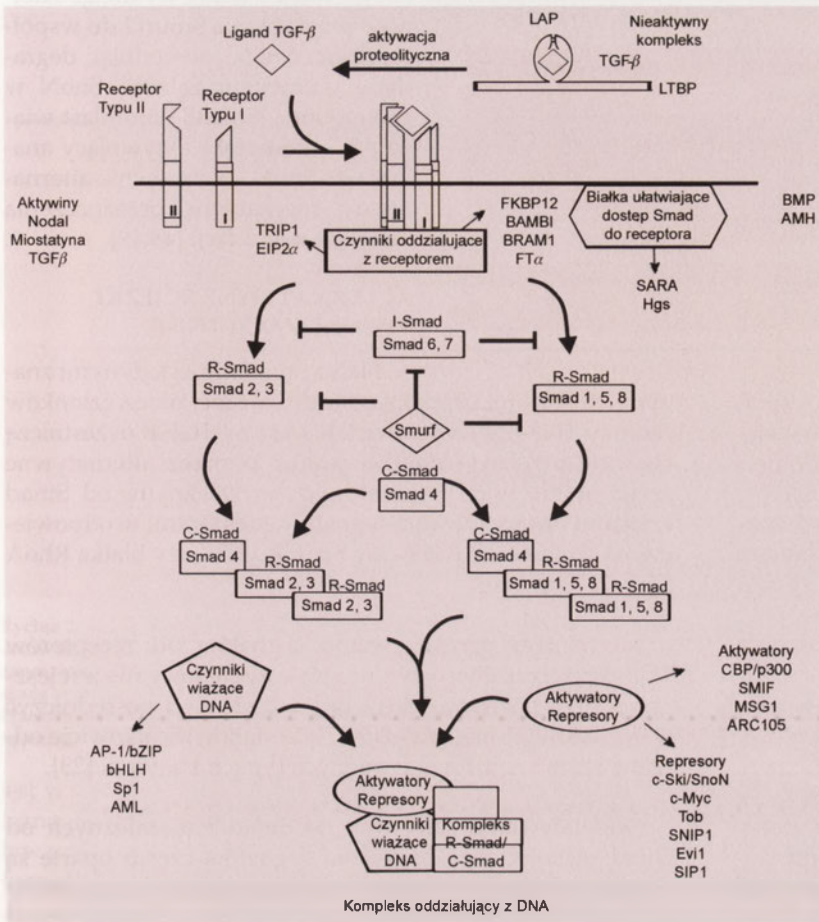 LAP
Nieaktywny
kompleks
TGF-β
LTBP
Ligand TGF-β
aktywacja
proteolityczna
Receptor
Typu II
Receptor
Typu I
II
I
II
I
Aktywiny
Nodal
Miostatyna
TGFβ
TRIP1
EIP2α
Czynniki oddziałujące
z receptorem
FKBP12
BAMBI
BRAM1
FTα
Białka ułatwiające
dostęp Smad
do receptora
SARA
Hgs
BMP
AMH
I-Smad
Smad 6, 7
R-Smad
Smad 2, 3
R-Smad
Smad 1, 5, 8
Smurf
C-Smad
Smad 4
C-Smad
Smad 4
R-Smad
Smad 2, 3
R-Smad
Smad 2, 3
C-Smad
Smad 4
R-Smad
Smad 1, 5, 8
R-Smad
Smad 1, 5, 8
Czynniki
wiążące
DNA
AP-1/bZIP
bHLH
Sp1
AML
Aktywatory
Represory
Aktywatory
CBP/p300
SMIF
MSG1
ARC105
Represory
c-Ski/SnoN
c-Myc
Tob
SNIP1
Evi1
SIP1
Aktywatory
Represory
Czynniki
wiążące
DNA
Kompleks
R-Smad/
C-Smad
Kompleks oddziałujący z DNA